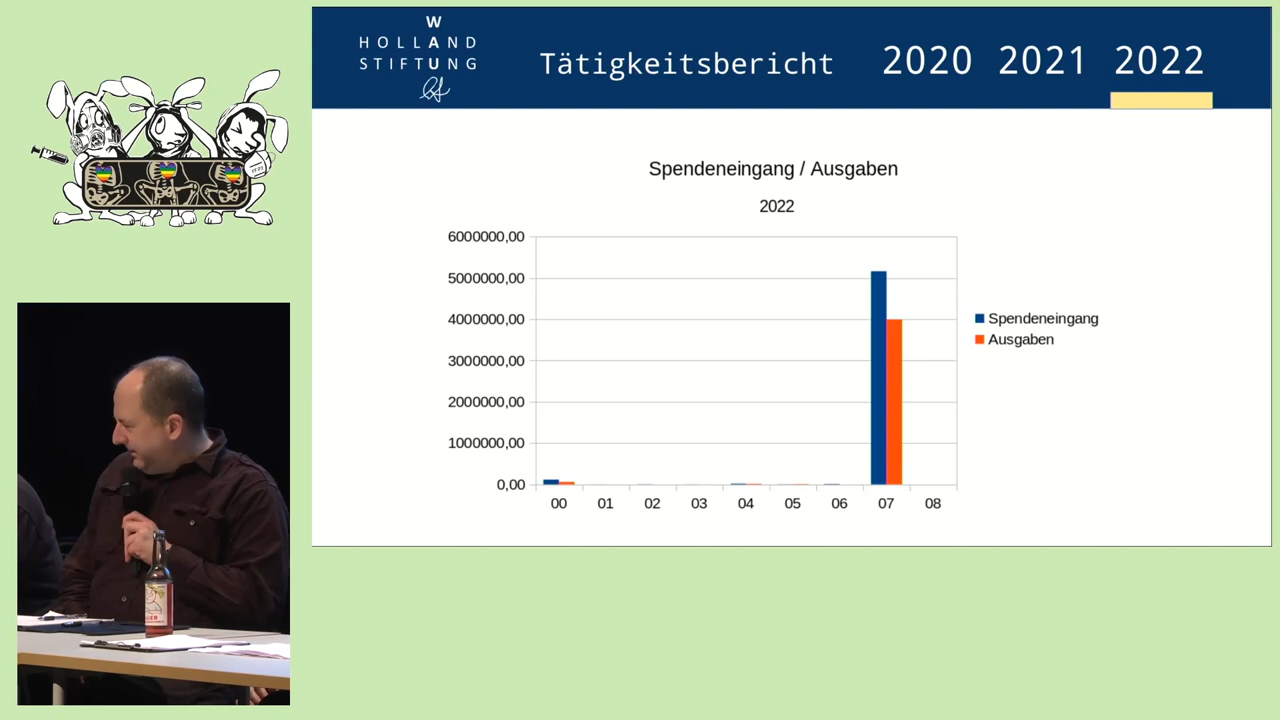 W
HOLLAND
A
STIFTUNG
U
Tätigkeitsbericht
2020 2021 2022
Spendeneingang / Ausgaben
2022
6000000,00
5000000,00
4000000,00
3000000,00
2000000,00
1000000,00
0,00
00 01 02 03 04 05 06 07 08
Spendeneingang
Ausgaben